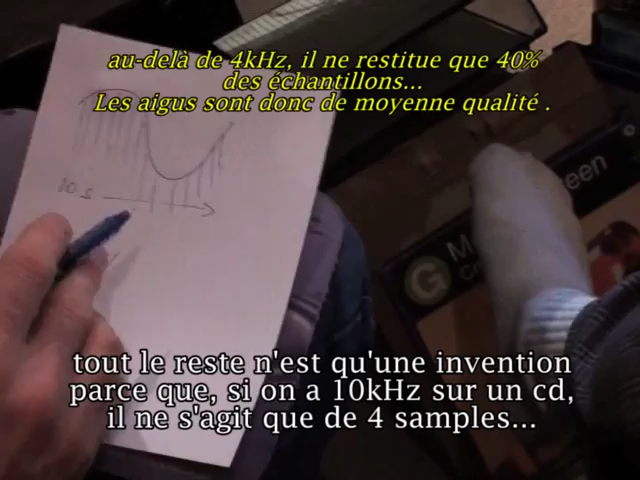 au-delà de 4kHz, il ne restitue que 40%
des échantillons...
Les aigus sont donc de moyenne qualité .
10 s
een
G M
tout le reste n'est qu'une invention
parce que, si on a 10kHz sur un cd,
il ne s'agit que de 4 samples...